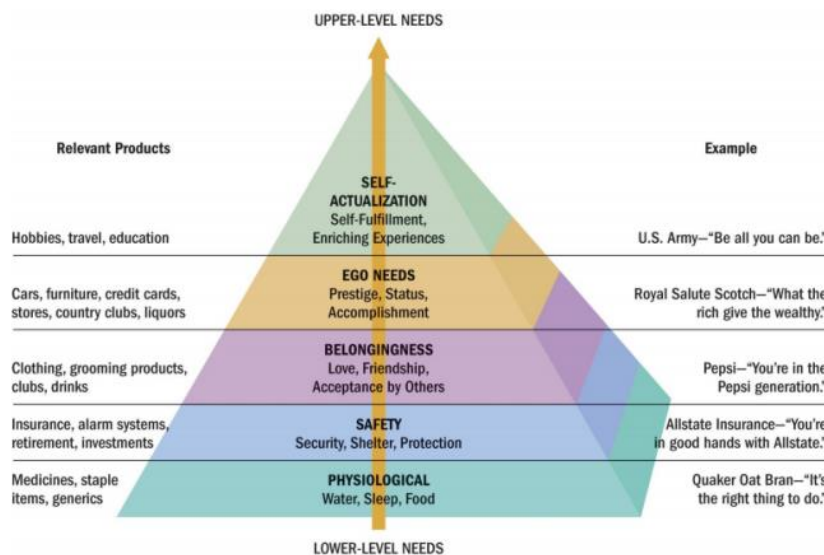 UPPER-LEVEL NEEDS
Relevant Products
Example
SELF-
ACTUALIZATION
Self-Fulfillment,
Enriching Experiences
Hobbies, travel, education
U.S. Army—“Be all you can be.”
EGO NEEDS
Prestige, Status,
Accomplishment
Cars, furniture, credit cards,
stores, country clubs, liquors
Royal Salute Scotch—“What the
rich give the wealthy.”
BELONGINGNESS
Love, Friendship,
Acceptance by Others
Clothing, grooming products,
clubs, drinks
Pepsi—“You’re in the
Pepsi generation.”
SAFETY
Security, Shelter, Protection
Insurance, alarm systems,
retirement, investments
Allstate Insurance—“You’re
in good hands with Allstate.”
PHYSIOLOGICAL
Water, Sleep, Food
Medicines, staple
items, generics
Quaker Oat Bran—“It’s
the right thing to do.”
LOWER-LEVEL NEEDS